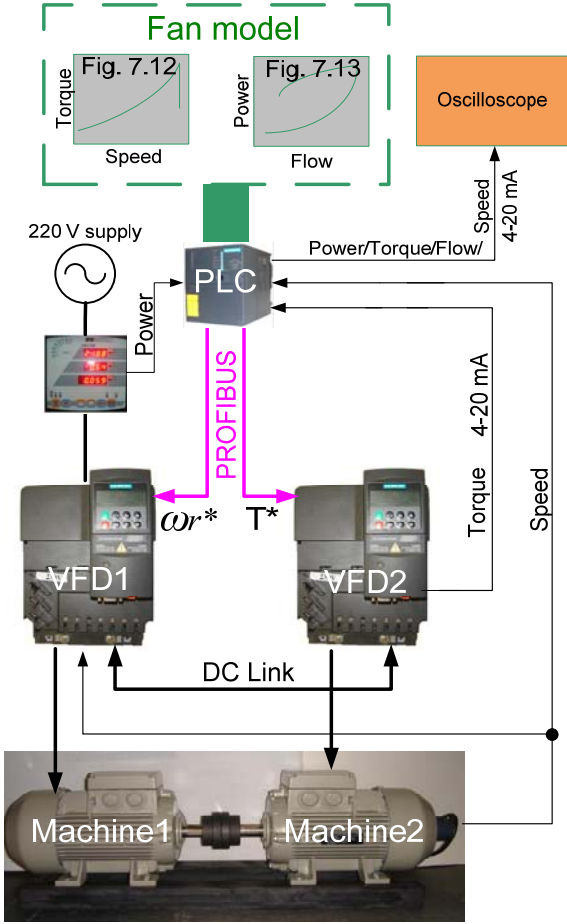 Fan model
Fig. 7.12
Torque
Speed
Fig. 7.13
Power
Flow
Oscilloscope
Speed
4-20 mA
220 V supply
Power/Torque/Flow/
PLC
Power
PROFIBUS
4-20 mA
Torque
Speed
ωr*
T*
VFD1
VFD2
DC Link
Machine1
Machine2